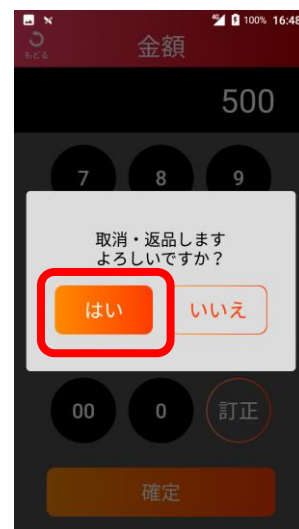 4G 100% 16:48
もどる
金額
500
7 8 9
取消・返品します
よろしいですか？
はい いいえ
00 0 訂正
確定